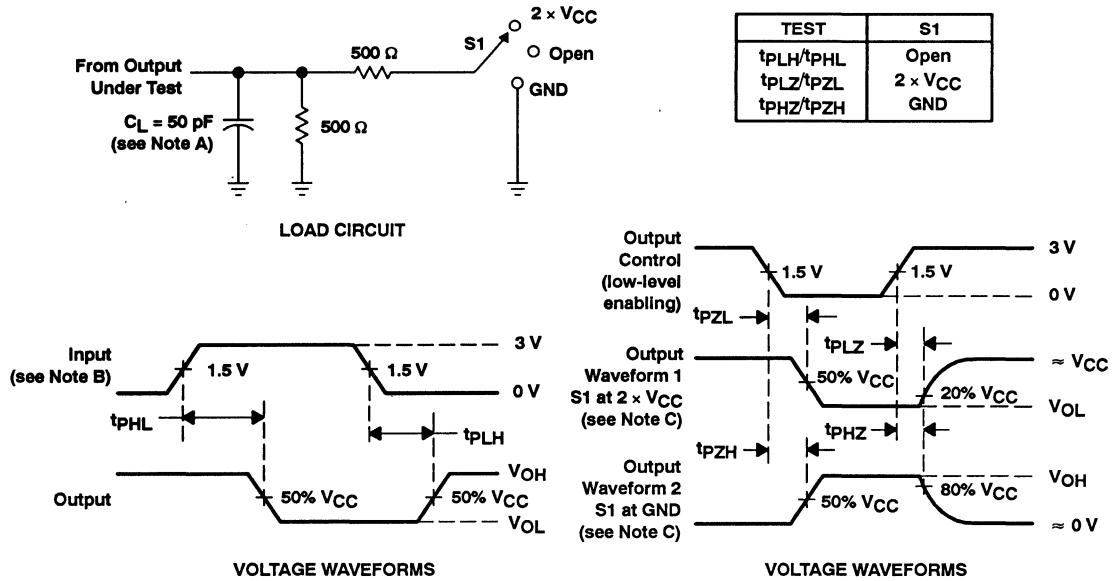 2 × VCC
S1
Open
GND
500 Ω
From Output
Under Test
CL = 50 pF
(see Note A)
500 Ω
LOAD CIRCUIT
TEST S1
tPLH/tPHL Open
tPLZ/tPZL 2 × VCC
tPHZ/tPZH GND
Input
(see Note B)
1.5 V
1.5 V
3 V
0 V
tPHL
tPLH
Output
50% VCC
50% VCC
VOH
VOL
VOLTAGE WAVEFORMS
Output
Control
(low-level
enabling)
1.5 V
1.5 V
3 V
0 V
tPZL
tPLZ
Output
Waveform 1
S1 at 2 × VCC
(see Note C)
50% VCC
20% VCC
≈ VCC
VOL
tPHZ
tPZH
Output
Waveform 2
S1 at GND
(see Note C)
50% VCC
80% VCC
VOH
≈ 0 V
VOLTAGE WAVEFORMS